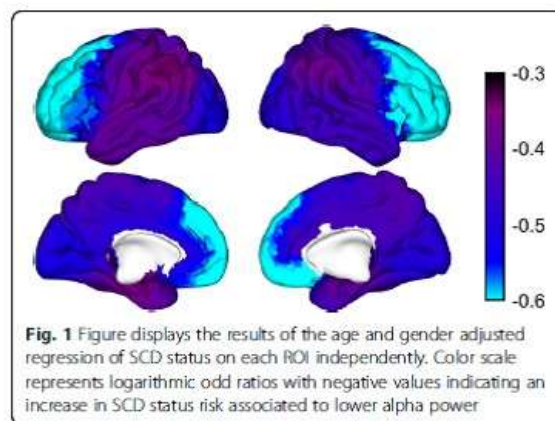 -0.3
-0.4
-0.5
-0.6
Fig. 1 Figure displays the results of the age and gender adjusted
regression of SCD status on each ROI independently. Color scale
represents logarithmic odd ratios with negative values indicating an
increase in SCD status risk associated to lower alpha power